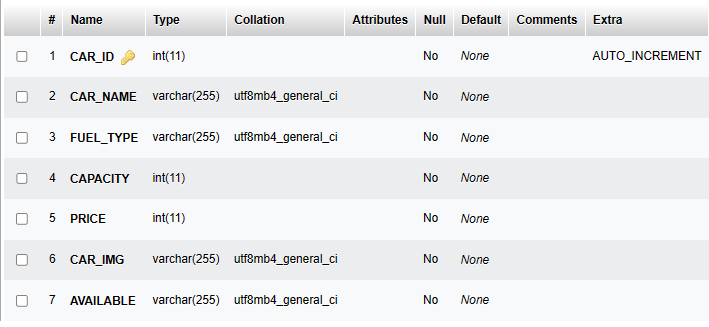 # Name Type Collation Attributes Null Default Comments Extra
1 CAR_ID int(11) No None AUTO_INCREMENT
2 CAR_NAME varchar(255) utf8mb4_general_ci No None
3 FUEL_TYPE varchar(255) utf8mb4_general_ci No None
4 CAPACITY int(11) No None
5 PRICE int(11) No None
6 CAR_IMG varchar(255) utf8mb4_general_ci No None
7 AVAILABLE varchar(255) utf8mb4_general_ci No None